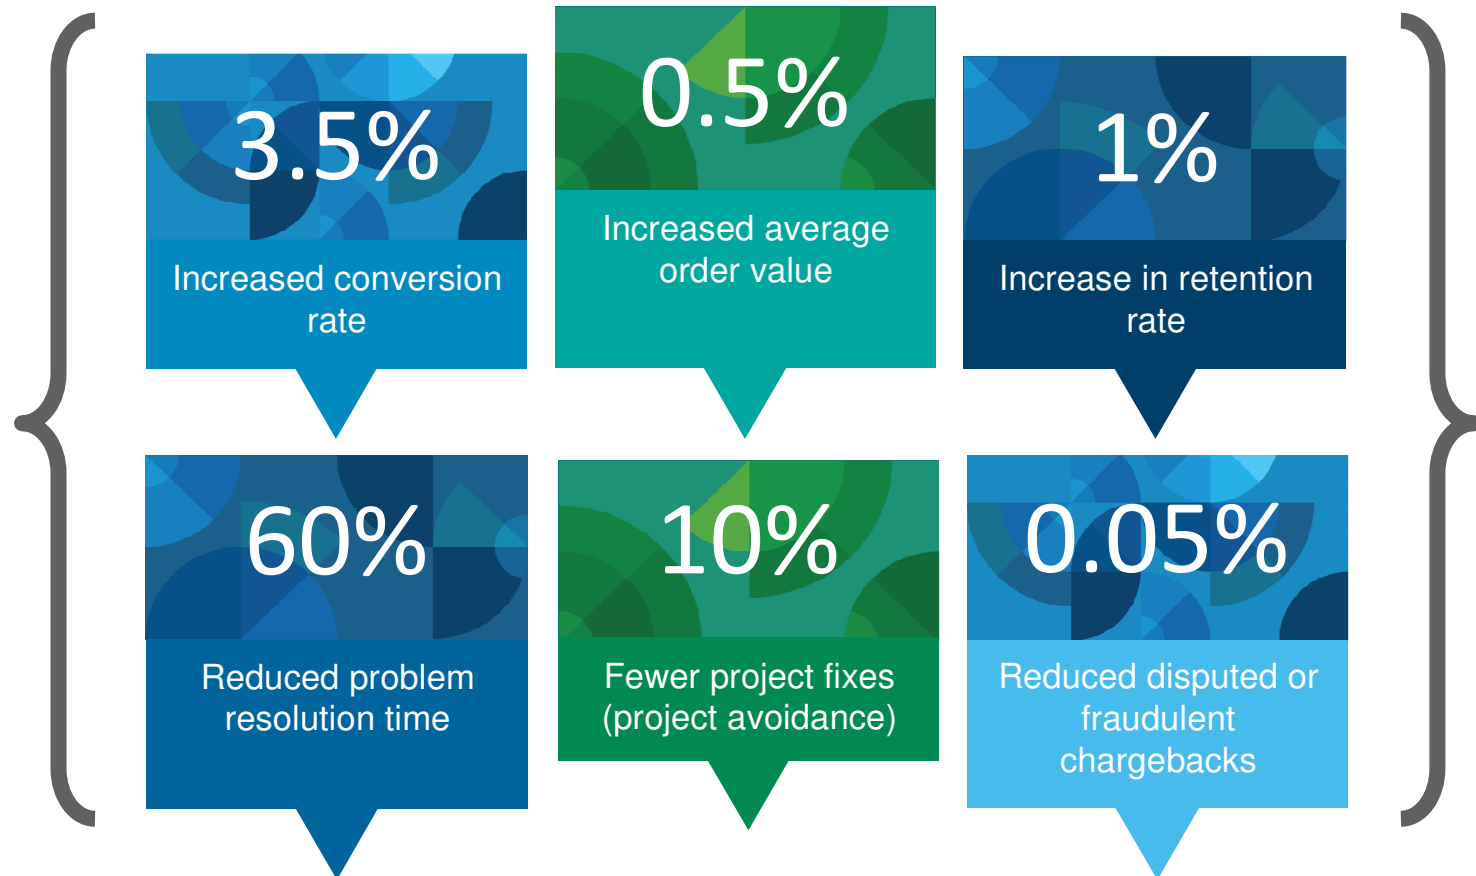 3.5%
Increased conversion
rate
0.5%
Increased average
order value
1%
Increase in retention
rate
60%
Reduced problem
resolution time
10%
Fewer project fixes
(project avoidance)
0.05%
Reduced disputed or
fraudulent
chargebacks